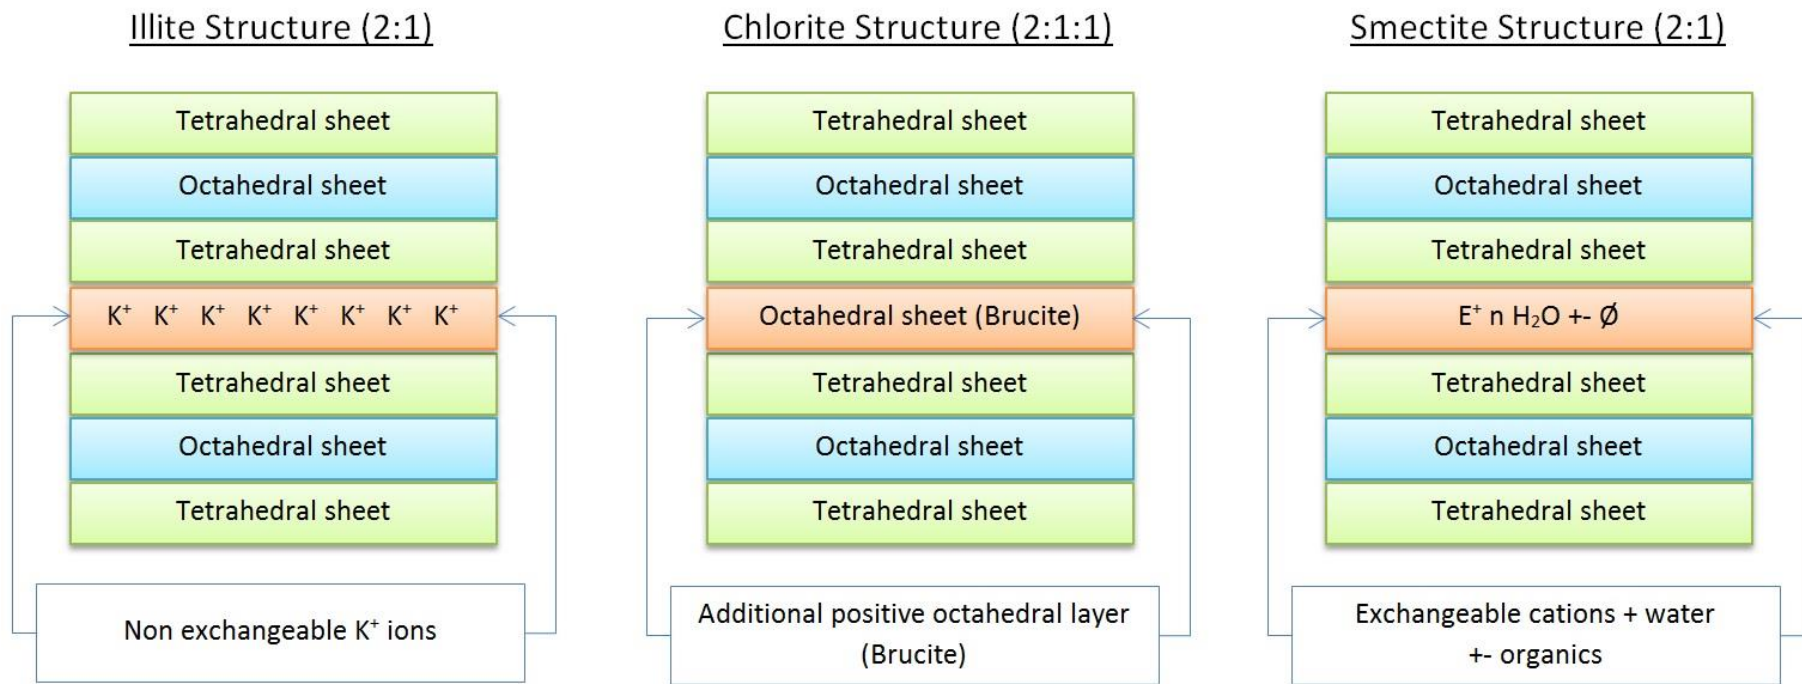 Illite Structure (2:1)
Tetrahedral sheet
Octahedral sheet
Tetrahedral sheet
K⁺ K⁺ K⁺ K⁺ K⁺ K⁺ K⁺ K⁺
Tetrahedral sheet
Octahedral sheet
Tetrahedral sheet
Non exchangeable K⁺ ions
Chlorite Structure (2:1:1)
Tetrahedral sheet
Octahedral sheet
Tetrahedral sheet
Octahedral sheet (Brucite)
Tetrahedral sheet
Octahedral sheet
Tetrahedral sheet
Additional positive octahedral layer
(Brucite)
Smectite Structure (2:1)
Tetrahedral sheet
Octahedral sheet
Tetrahedral sheet
E⁺ n H₂O +- Ø
Tetrahedral sheet
Octahedral sheet
Tetrahedral sheet
Exchangeable cations + water
+- organics